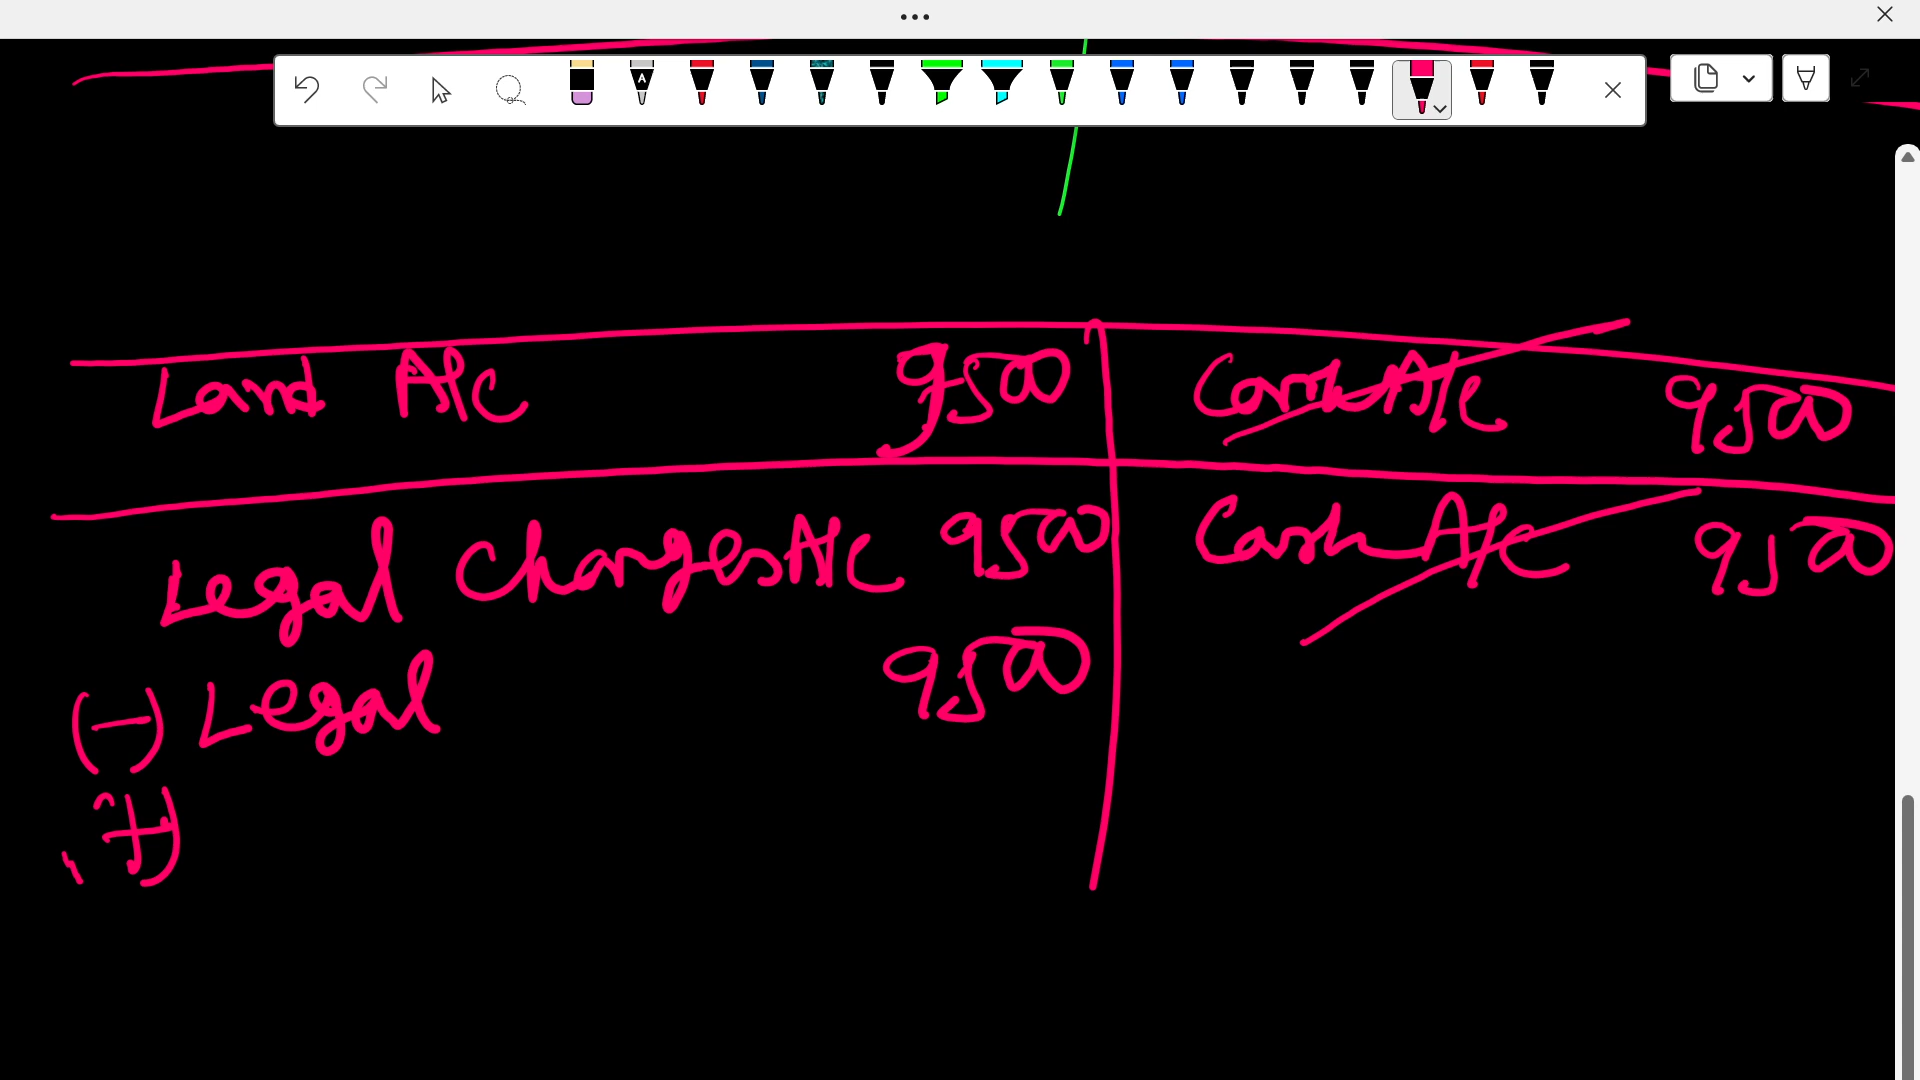 Land A/c 9500 Cash A/c 9500
Legal Charges A/c 9500 Cash A/c 9500
(-) Legal 9500
(+)